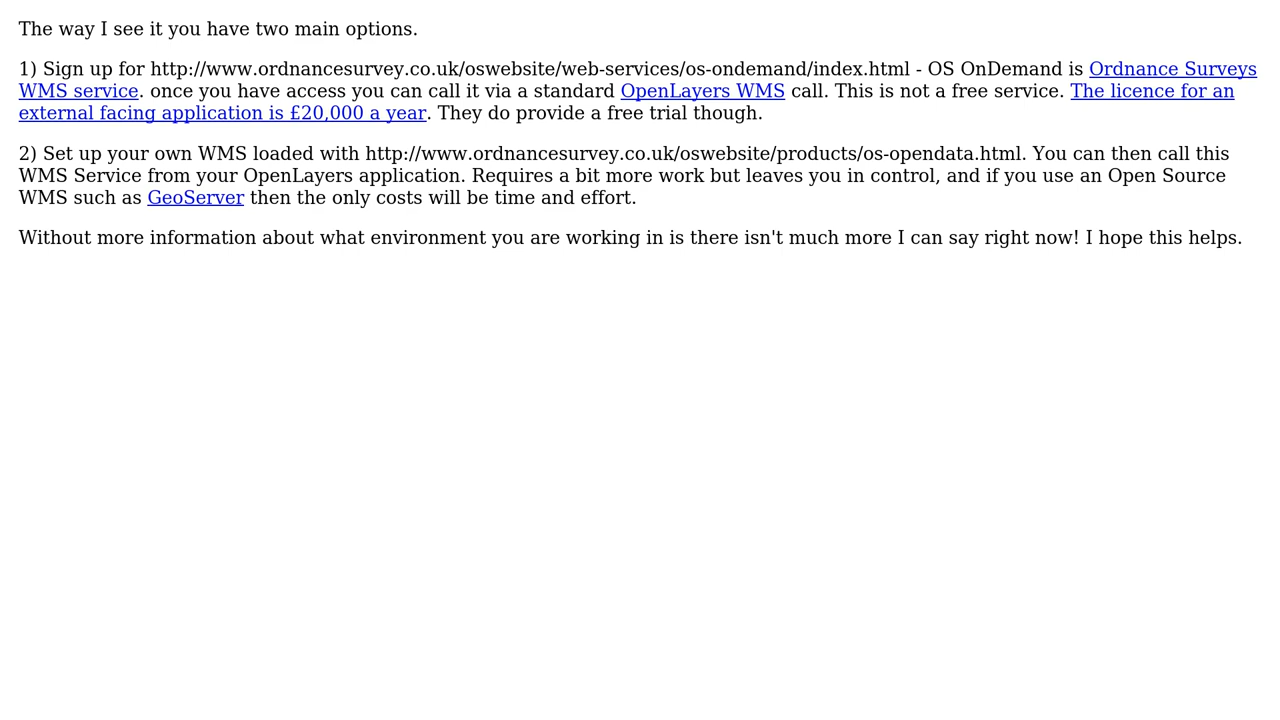 The way I see it you have two main options.
1) Sign up for http://www.ordnancesurvey.co.uk/oswebsite/web-services/os-ondemand/index.html - OS OnDemand is Ordnance Surveys
WMS service. once you have access you can call it via a standard OpenLayers WMS call. This is not a free service. The licence for an
external facing application is £20,000 a year. They do provide a free trial though.
2) Set up your own WMS loaded with http://www.ordnancesurvey.co.uk/oswebsite/products/os-opendata.html. You can then call this
WMS Service from your OpenLayers application. Requires a bit more work but leaves you in control, and if you use an Open Source
WMS such as GeoServer then the only costs will be time and effort.
Without more information about what environment you are working in is there isn't much more I can say right now! I hope this helps.